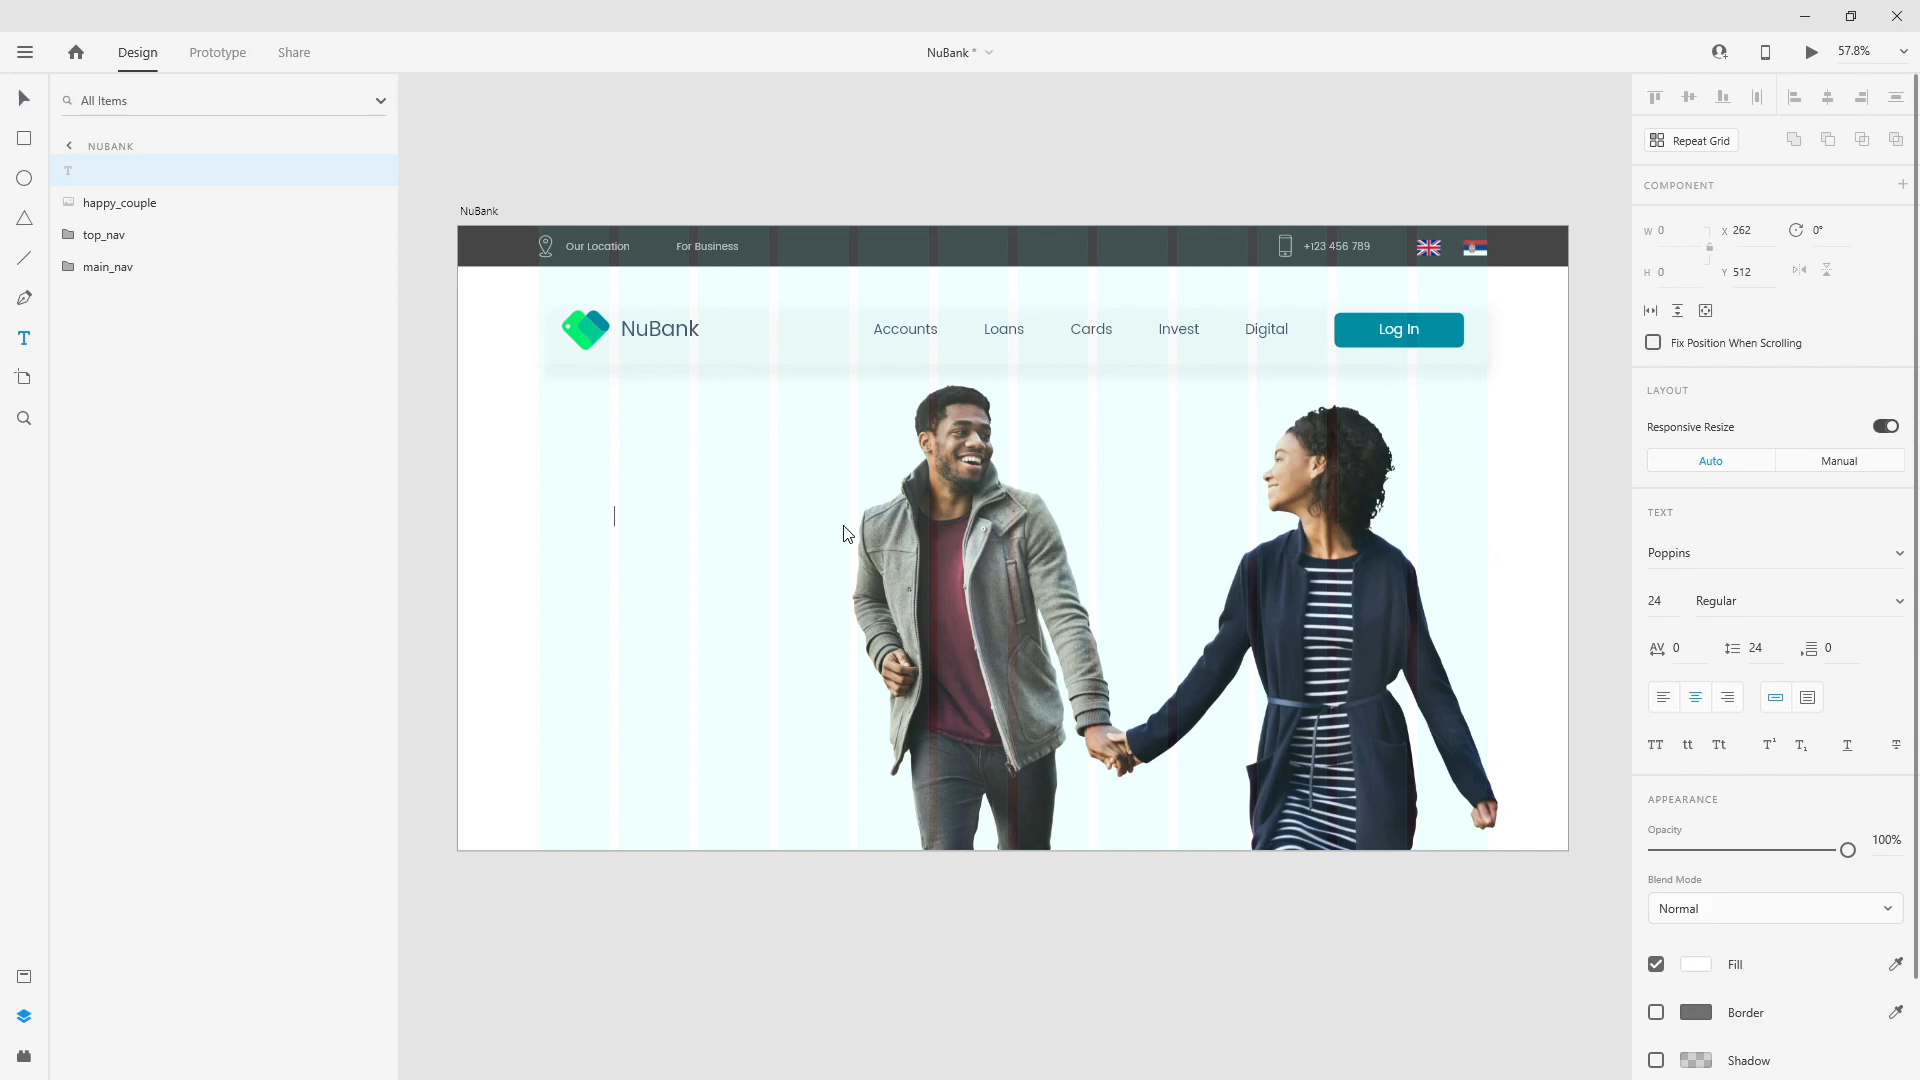 Design
Prototype
Share
NuBank *
57.8%
All Items
NUBANK
T
happy_couple
top_nav
main_nav
NuBank
Our Location
For Business
+123 456 789
NuBank
Accounts
Loans
Cards
Invest
Digital
Log In
Repeat Grid
COMPONENT
W 0
X 262
0°
H 0
Y 512
Fix Position When Scrolling
LAYOUT
Responsive Resize
Auto
Manual
TEXT
Poppins
24
Regular
AV 0
24
0
TT
tt
Tt
T'
T,
T
T
APPEARANCE
Opacity
100%
Blend Mode
Normal
Fill
Border
Shadow